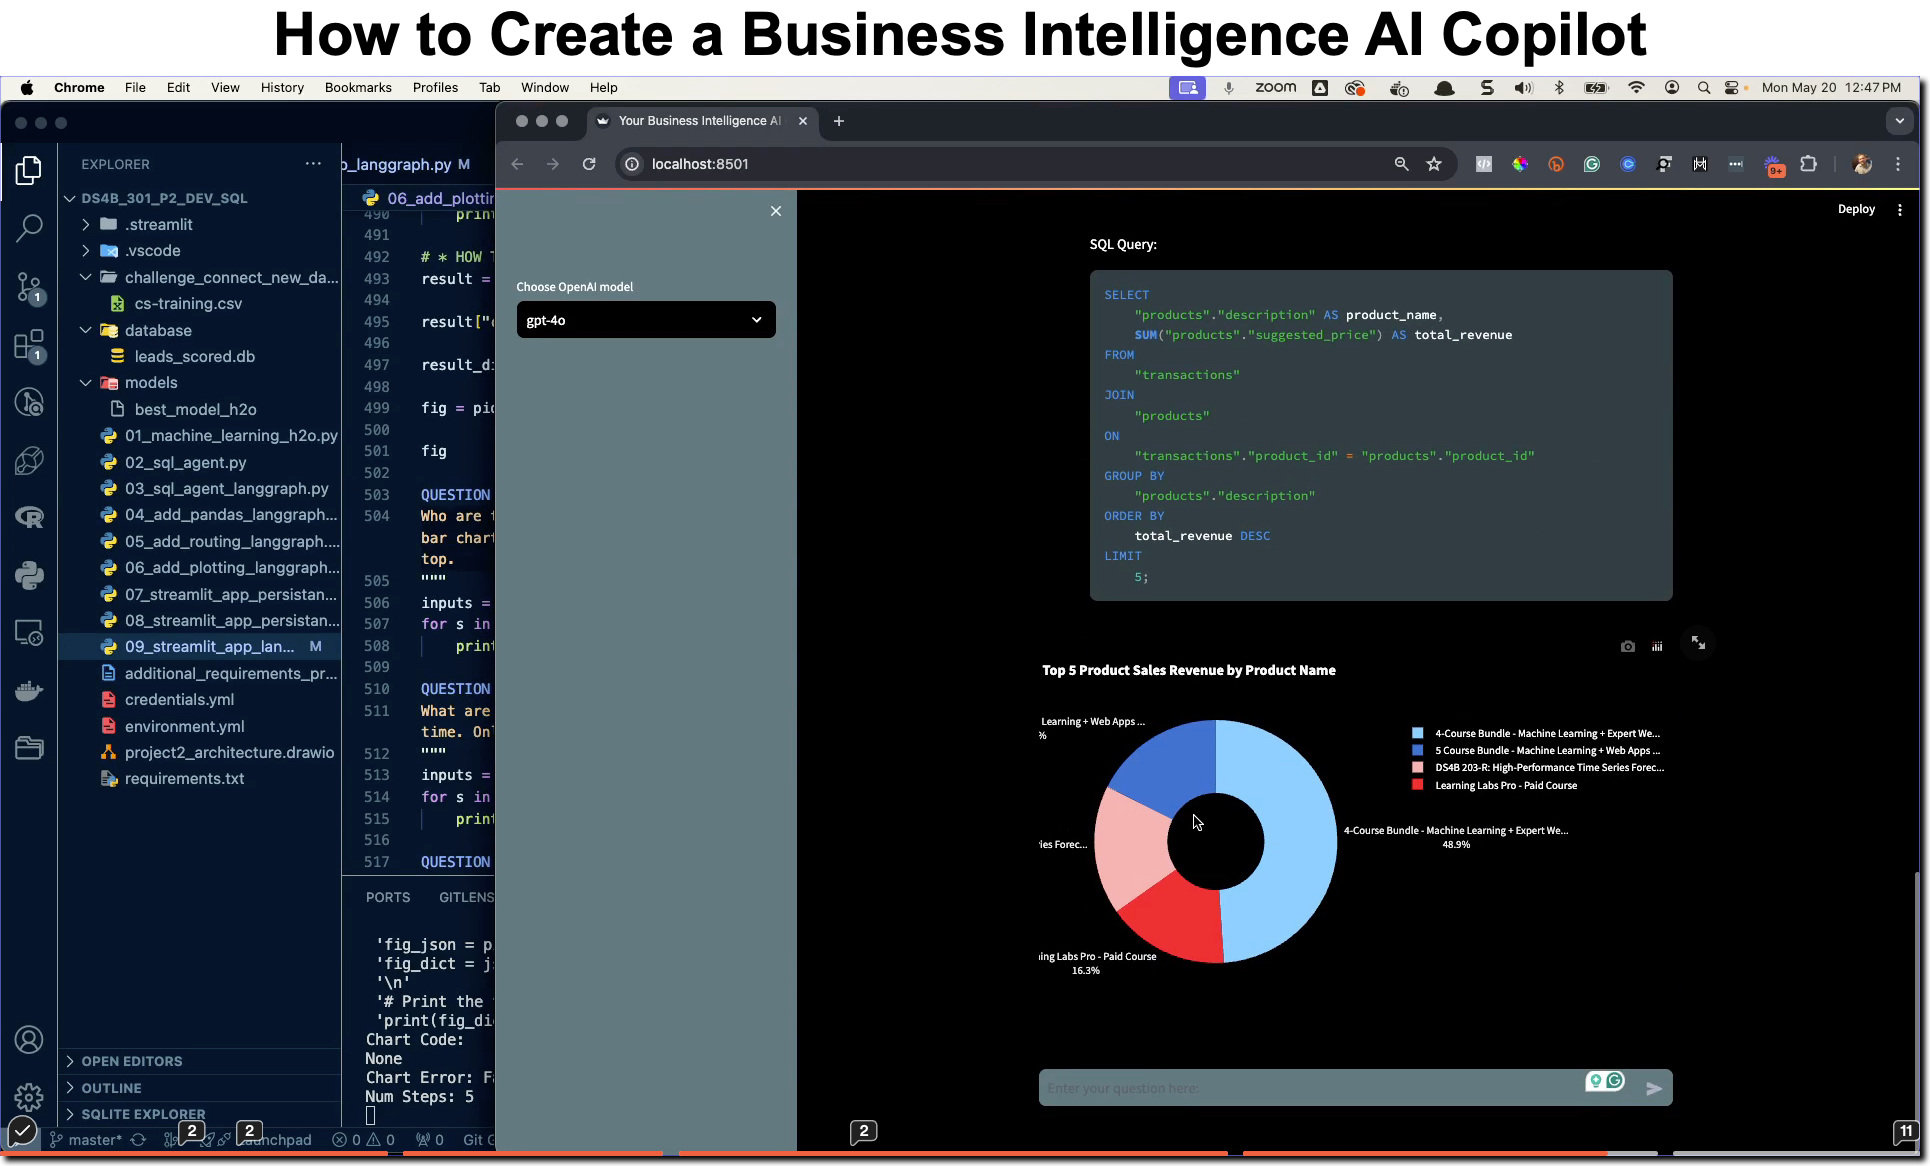 How to Create a Business Intelligence AI Copilot
Chrome File Edit View History Bookmarks Profiles Tab Window Help
zoom Mon May 20 12:47 PM
Your Business Intelligence AI
localhost:8501
9+
EXPLORER
DS4B_301_P2_DEV_SQL
.streamlit
.vscode
challenge_connect_new_da...
cs-training.csv
database
leads_scored.db
models
best_model_h2o
01_machine_learning_h2o.py
02_sql_agent.py
03_sql_agent_langgraph.py
04_add_pandas_langgraph...
05_add_routing_langgraph....
06_add_plotting_langgraph...
07_streamlit_app_persistan...
08_streamlit_app_persistan...
09_streamlit_app_lan... M
additional_requirements_pr...
credentials.yml
environment.yml
project2_architecture.drawio
requirements.txt
OPEN EDITORS
OUTLINE
SQLITE EXPLORER
1
1
_langgraph.py M
06_add_plottin
490 prin
491
492 # * HOW
493 result =
494
495 result["
496
497 result_di
498
499 fig = pi
500
501 fig
502
503 QUESTION
504 Who are
bar chart
top.
505 """
506 inputs =
507 for s in
508 print
509
510 QUESTION
511 What are
time. On
512 """
513 inputs =
514 for s in
515 print
516
517 QUESTION
PORTS GITLENS
'fig_json = p
'fig_dict = j
'\n'
'# Print the
'print(fig_di
Chart Code:
None
Chart Error: F
Num Steps: 5
master* 2 2 unchpad 0 0 0 Git
Choose OpenAI model
gpt-4o
Deploy
SQL Query:
SELECT
"products"."description" AS product_name,
SUM("products"."suggested_price") AS total_revenue
FROM
"transactions"
JOIN
"products"
ON
"transactions"."product_id" = "products"."product_id"
GROUP BY
"products"."description"
ORDER BY
total_revenue DESC
LIMIT
5;
Top 5 Product Sales Revenue by Product Name
Learning + Web Apps ...
%
4-Course Bundle - Machine Learning + Expert We...
5 Course Bundle - Machine Learning + Web Apps ...
DS4B 203-R: High-Performance Time Series Forec...
Learning Labs Pro - Paid Course
4-Course Bundle - Machine Learning + Expert We...
48.9%
ies Forec...
ing Labs Pro - Paid Course
16.3%
Enter your question here:
2
11